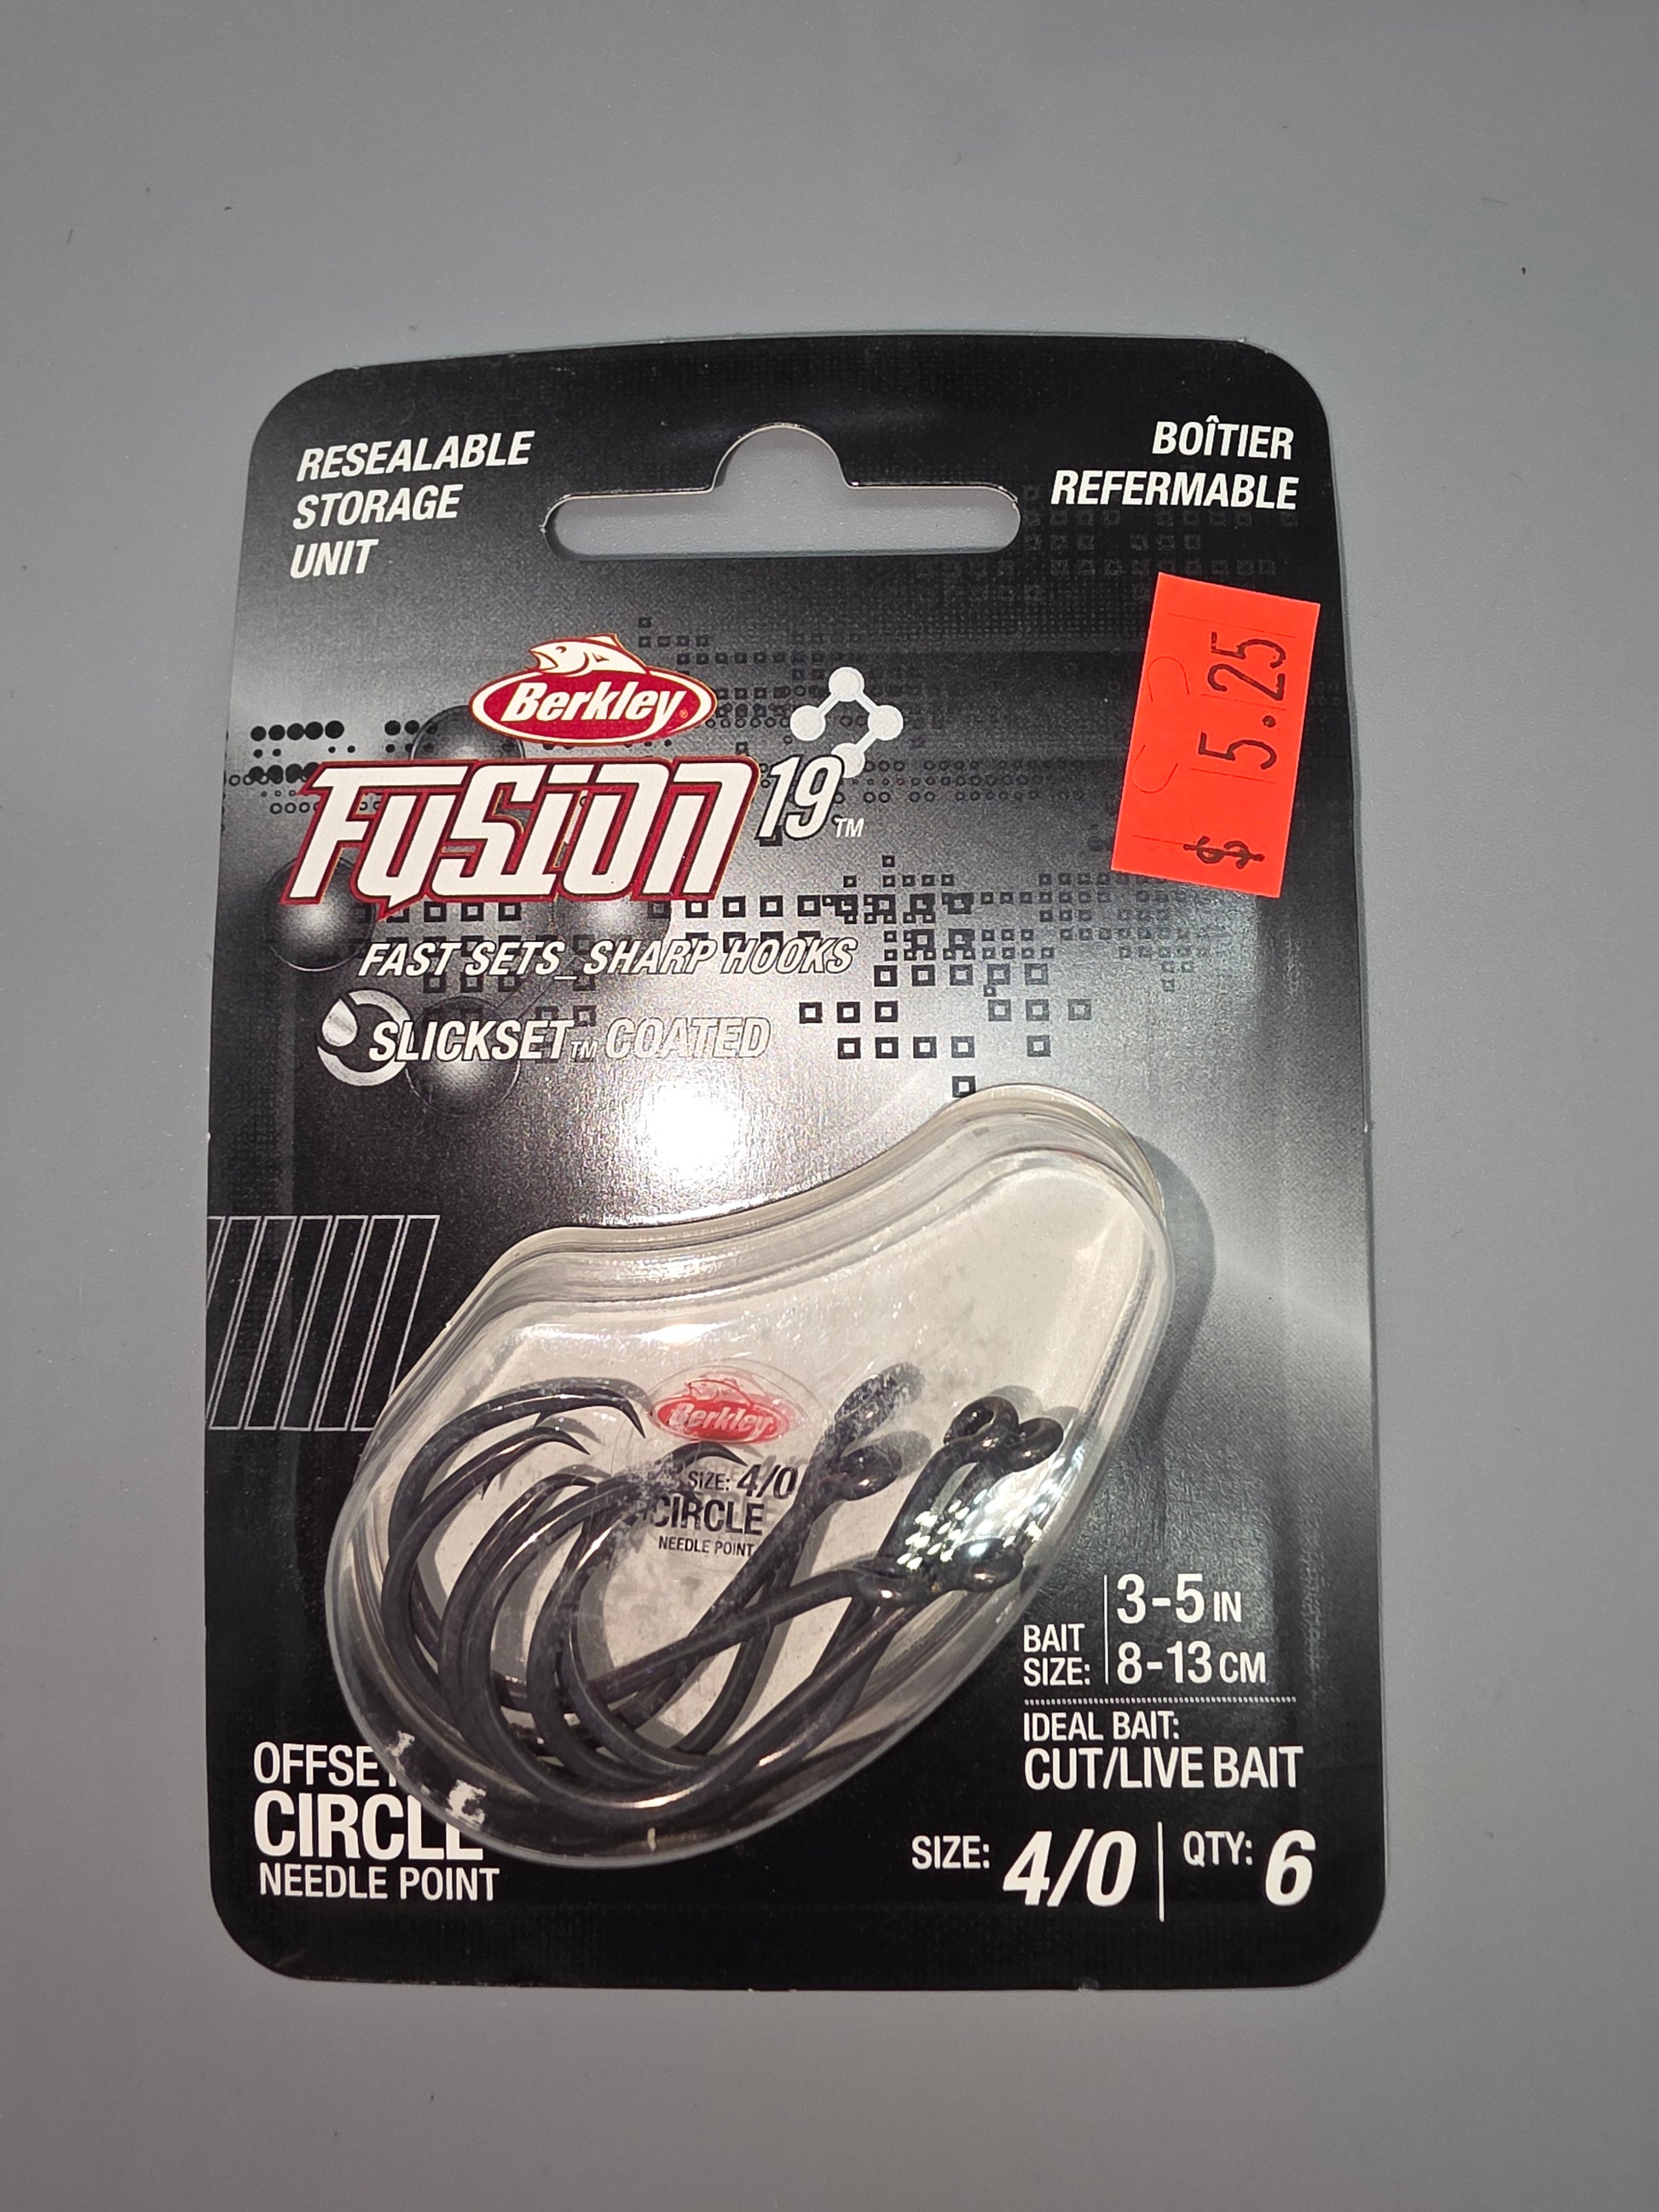 RESEALABLE
STORAGE
UNIT
BOÎTIER
REFERMABLE
$ 5.25
Berkley®
Fusion19™
FAST SETS_SHARP HOOKS
SLICKSET™ COATED
Berkley
SIZE: 4/0
CIRCLE
NEEDLE POINT
BAIT SIZE: 3-5 IN
8-13 CM
IDEAL BAIT:
CUT/LIVE BAIT
OFFSET
CIRCLE
NEEDLE POINT
SIZE: 4/0 QTY: 6